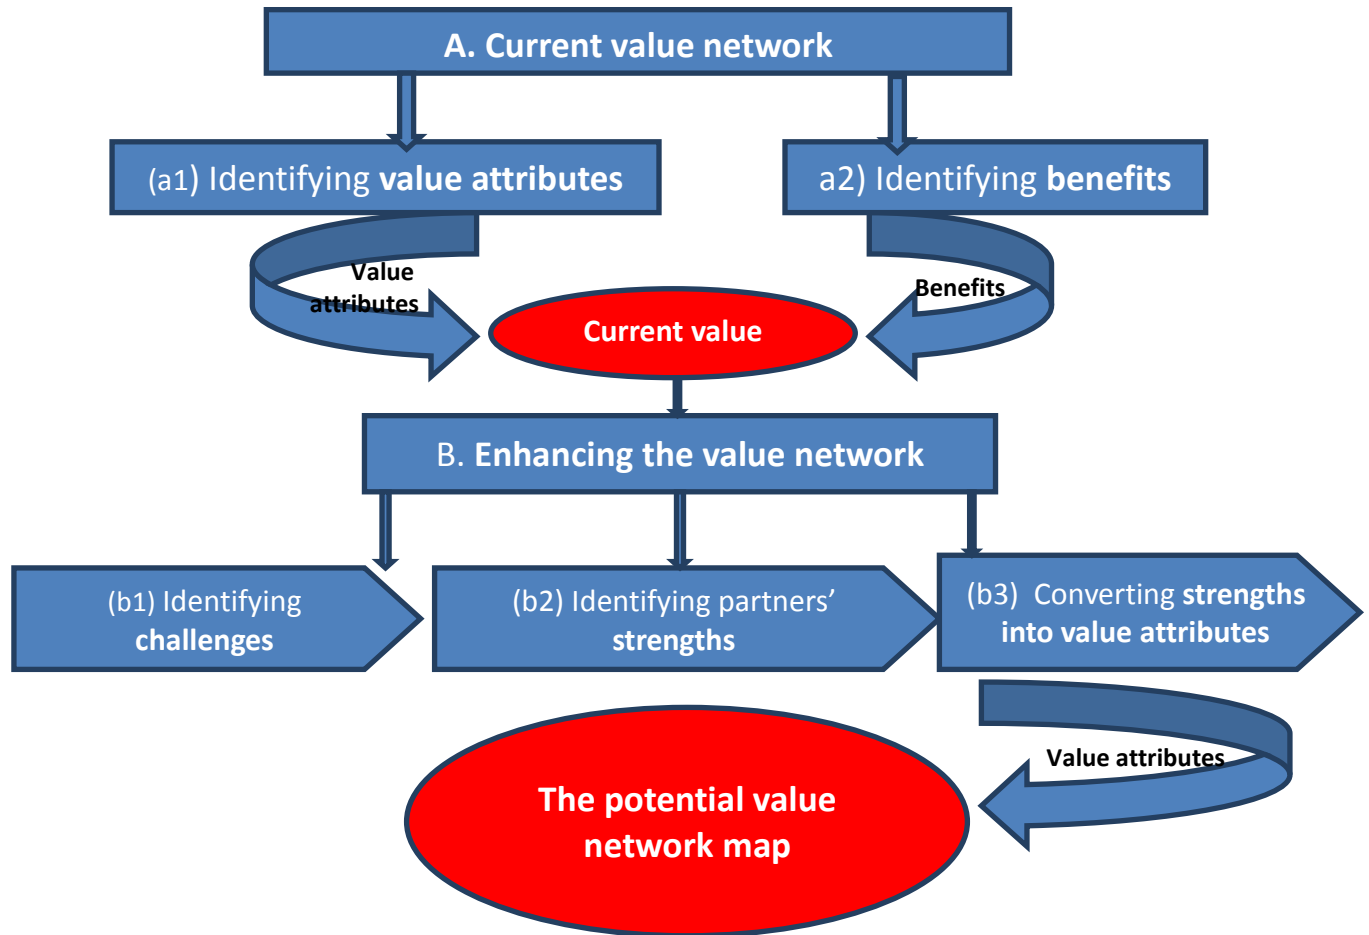 A. Current value network
(a1) Identifying value attributes
a2) Identifying benefits
Value
attributes
Benefits
Current value
B. Enhancing the value network
(b1) Identifying
challenges
(b2) Identifying partners’
strengths
(b3) Converting strengths
into value attributes
Value attributes
The potential value
network map